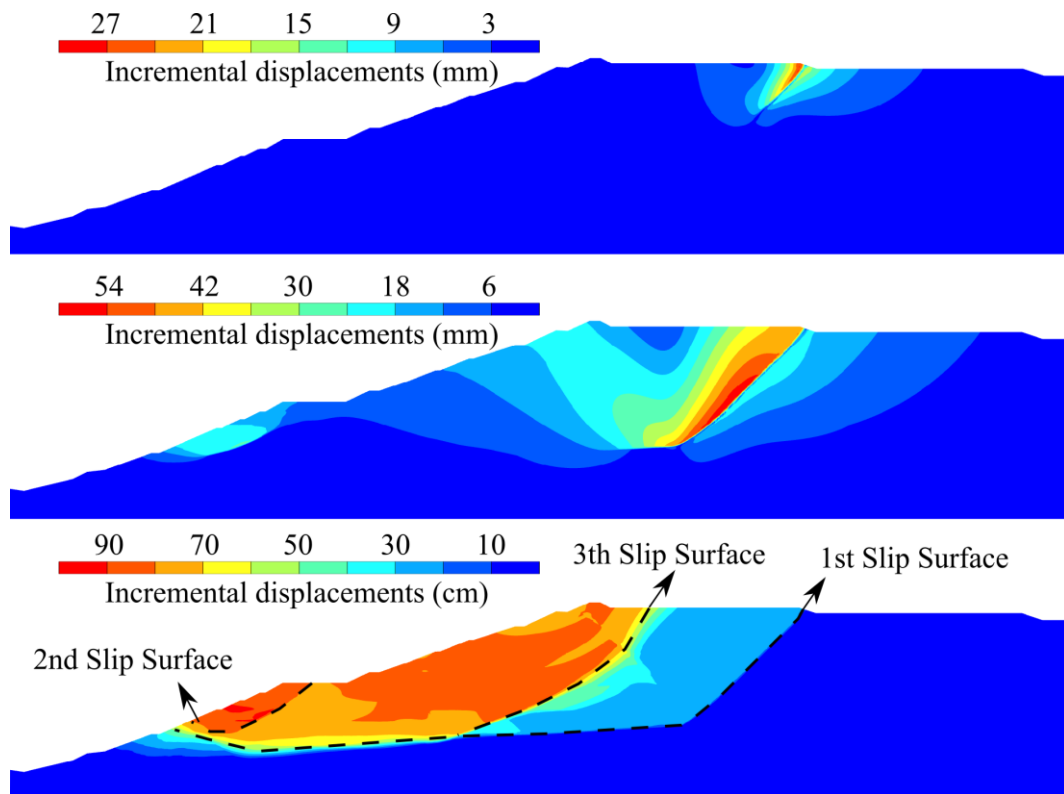 27 21 15 9 3
Incremental displacements (mm)
54 42 30 18 6
Incremental displacements (mm)
90 70 50 30 10
Incremental displacements (cm)
3th Slip Surface
1st Slip Surface
2nd Slip Surface